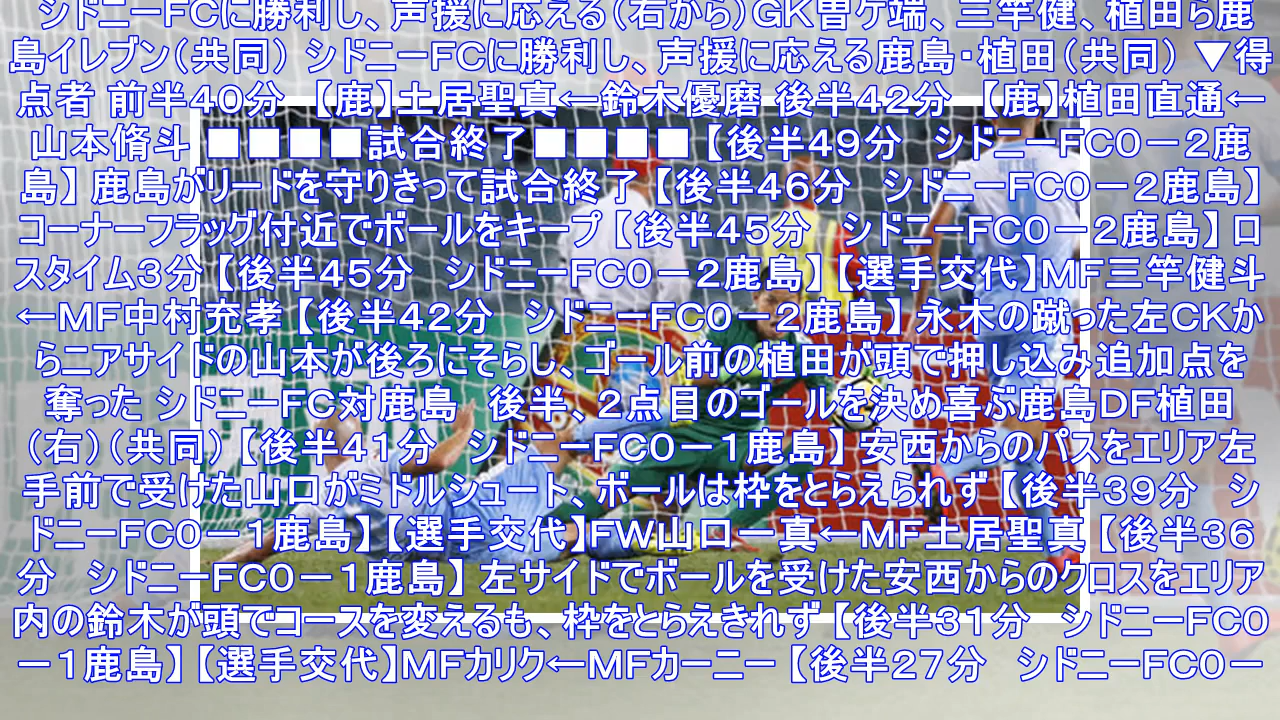 シドニーFCに勝利し、声援に応える（右から）GK曽ケ端、三竿健、植田ら鹿
島イレブン（共同） シドニーFCに勝利し、声援に応える鹿島・植田（共同） ▼得
点者 前半40分　【鹿】土居聖真←鈴木優磨 後半42分　【鹿】植田直通←
山本脩斗 ■■■■試合終了■■■■ 【後半49分　シドニーFC0－2鹿
島】 鹿島がリードを守りきって試合終了 【後半46分　シドニーFC0－2鹿島】
コーナーフラッグ付近でボールをキープ 【後半45分　シドニーFC0－2鹿島】 ロ
スタイム3分 【後半45分　シドニーFC0－2鹿島】 【選手交代】MF三竿健斗
←MF中村充孝 【後半42分　シドニーFC0－2鹿島】 永木の蹴った左CKか
らニアサイドの山本が後ろにそらし、ゴール前の植田が頭で押し込み追加点を
奪った シドニーFC対鹿島　後半、2点目のゴールを決め喜ぶ鹿島DF植田
（右）（共同） 【後半41分　シドニーFC0－1鹿島】 安西からのパスをエリア左
手前で受けた山口がミドルシュート、ボールは枠をとらえられず 【後半39分　シ
ドニーFC0－1鹿島】 【選手交代】FW山口一真←MF土居聖真 【後半36
分　シドニーFC0－1鹿島】 左サイドでボールを受けた安西からのクロスをエリア
内の鈴木が頭でコースを変えるも、枠をとらえきれず 【後半31分　シドニーFC0
－1鹿島】 【選手交代】MFカリク←MFカーニー 【後半27分　シドニーFC0－